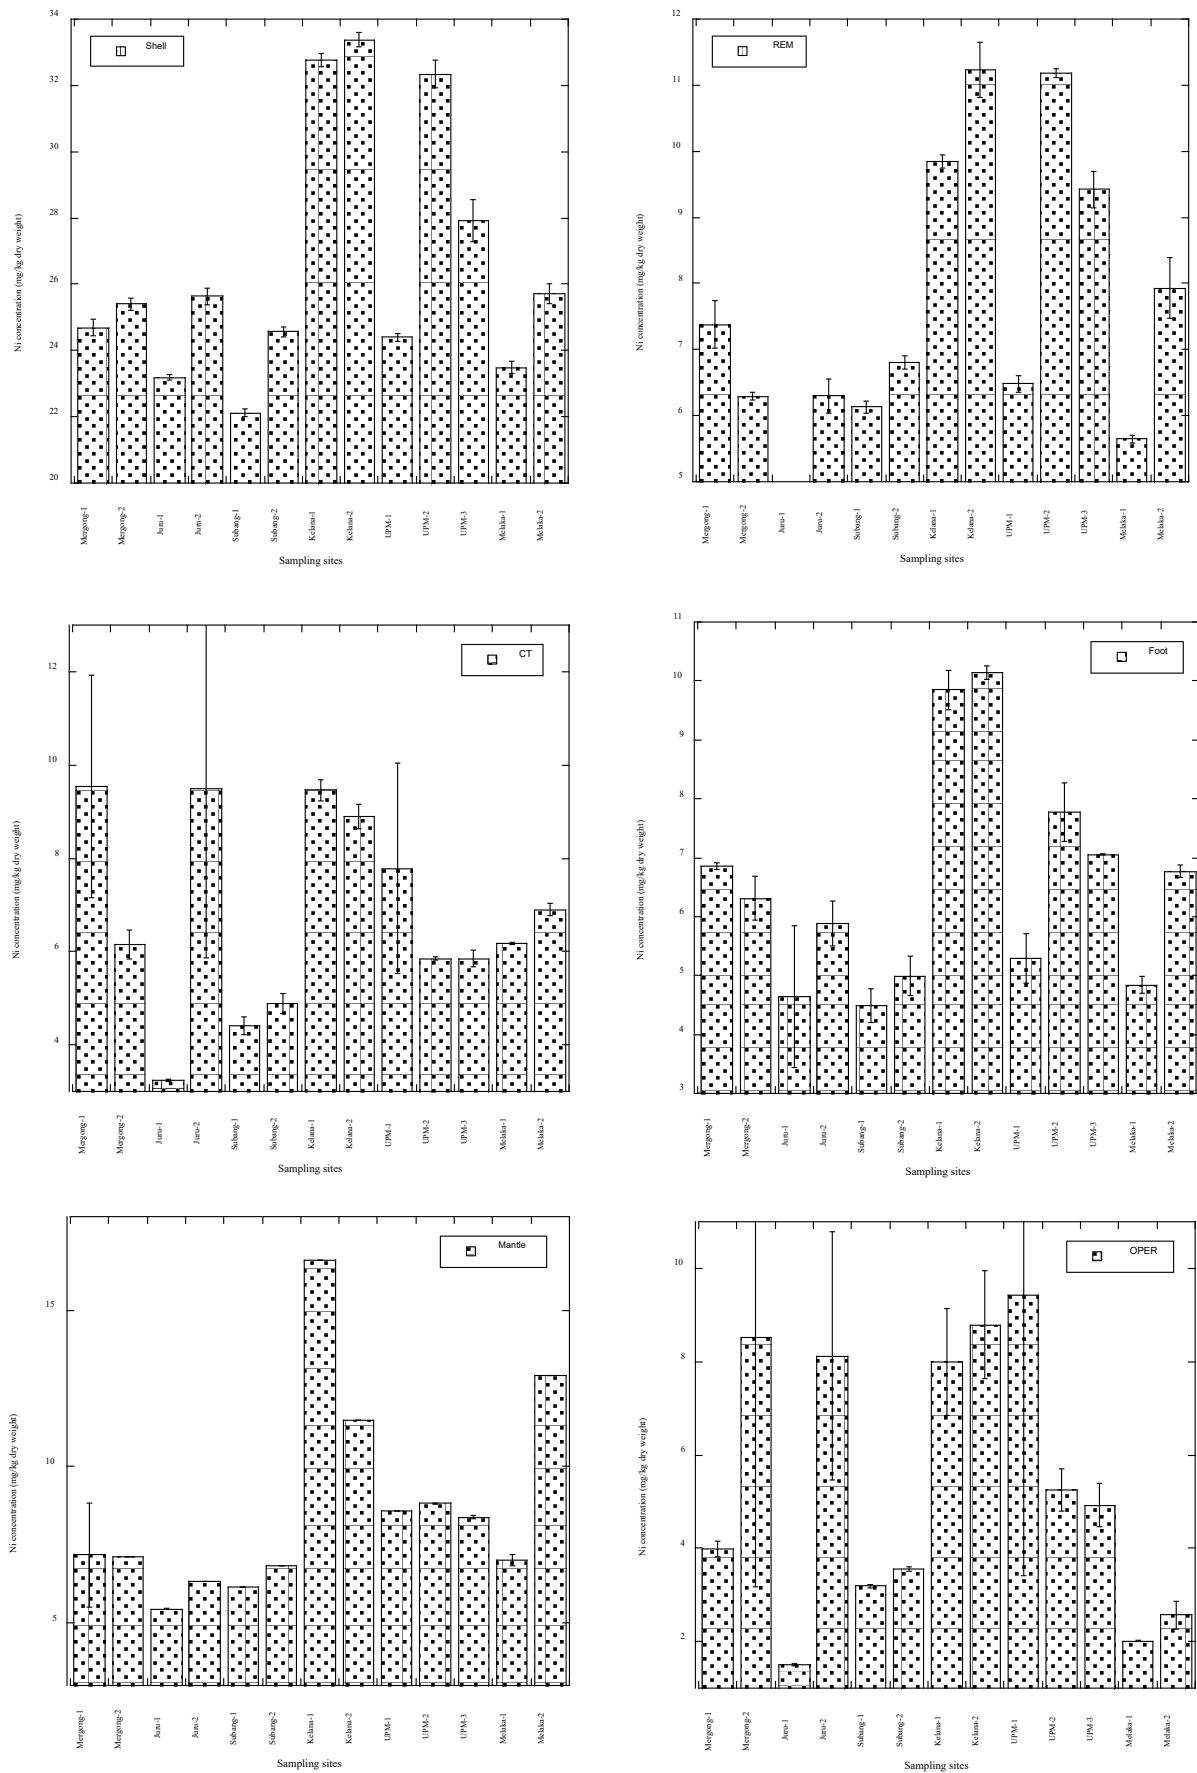 Shell
34
32
30
28
26
24
22
20
Ni concentration (mg/kg dry weight)
Mergong-1
Mergong-2
Juru-1
Juru-2
Subang-1
Subang-2
Kelana-1
Kelana-2
UPM-1
UPM-2
UPM-3
Melaka-1
Melaka-2
Sampling sites
REM
12
11
10
9
8
7
6
5
Ni concentration (mg/kg dry weight)
Mergong-1
Mergong-2
Juru-1
Juru-2
Subang-1
Subang-2
Kelana-1
Kelana-2
UPM-1
UPM-2
UPM-3
Melaka-1
Melaka-2
Sampling sites
CT
12
10
8
6
4
Ni concentration (mg/kg dry weight)
Mergong-1
Mergong-2
Juru-1
Juru-2
Subang-1
Subang-2
Kelana-1
Kelana-2
UPM-1
UPM-2
UPM-3
Melaka-1
Melaka-2
Sampling sites
Foot
11
10
9
8
7
6
5
4
3
Ni concentration (mg/kg dry weight)
Mergong-1
Mergong-2
Juru-1
Juru-2
Subang-1
Subang-2
Kelana-1
Kelana-2
UPM-1
UPM-2
UPM-3
Melaka-1
Melaka-2
Sampling sites
Mantle
15
10
5
Ni concentration (mg/kg dry weight)
Mergong-1
Mergong-2
Juru-1
Juru-2
Subang-1
Subang-2
Kelana-1
Kelana-2
UPM-1
UPM-2
UPM-3
Melaka-1
Melaka-2
Sampling sites
OPER
10
8
6
4
2
Ni concentration (mg/kg dry weight)
Mergong-1
Mergong-2
Juru-1
Juru-2
Subang-1
Subang-2
Kelana-1
Kelana-2
UPM-1
UPM-2
UPM-3
Melaka-1
Melaka-2
Sampling sites